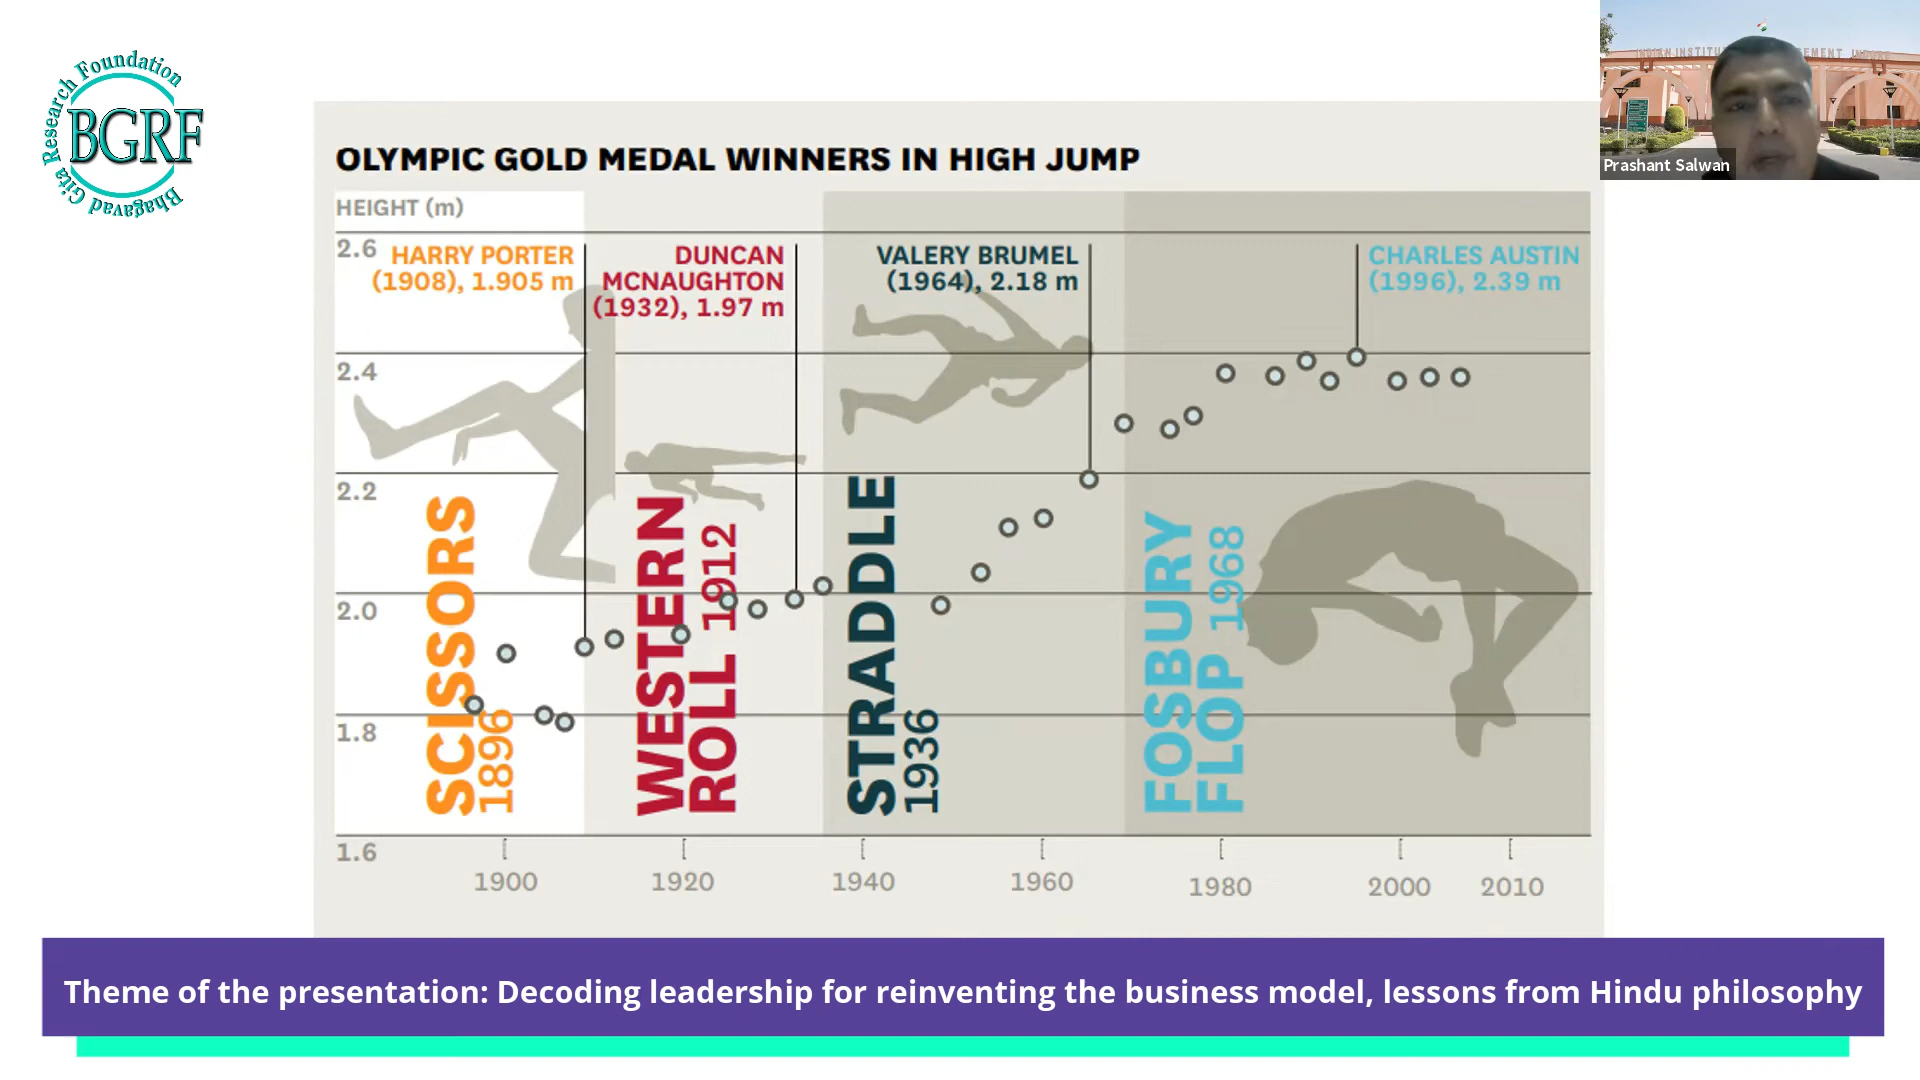 Bhagavad Gita Research Foundation
BGRF
OLYMPIC GOLD MEDAL WINNERS IN HIGH JUMP
HEIGHT (m)
2.6
HARRY PORTER
(1908), 1.905 m
DUNCAN
MCNAUGHTON
(1932), 1.97 m
VALERY BRUMEL
(1964), 2.18 m
CHARLES AUSTIN
(1996), 2.39 m
2.4
2.2
2.0
1.8
1.6
SCISSORS
1896
WESTERN
ROLL 1912
STRADDLE
1936
FOSBURY
FLOP 1968
1900
1920
1940
1960
1980
2000
2010
Prashant Salwan
Theme of the presentation: Decoding leadership for reinventing the business model, lessons from Hindu philosophy